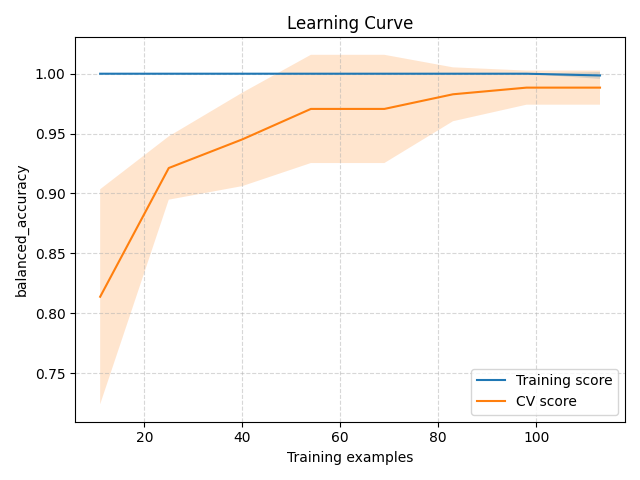 Learning Curve
balanced_accuracy
1.00
0.95
0.90
0.85
0.80
0.75
Training score
CV score
20 40 60 80 100
Training examples